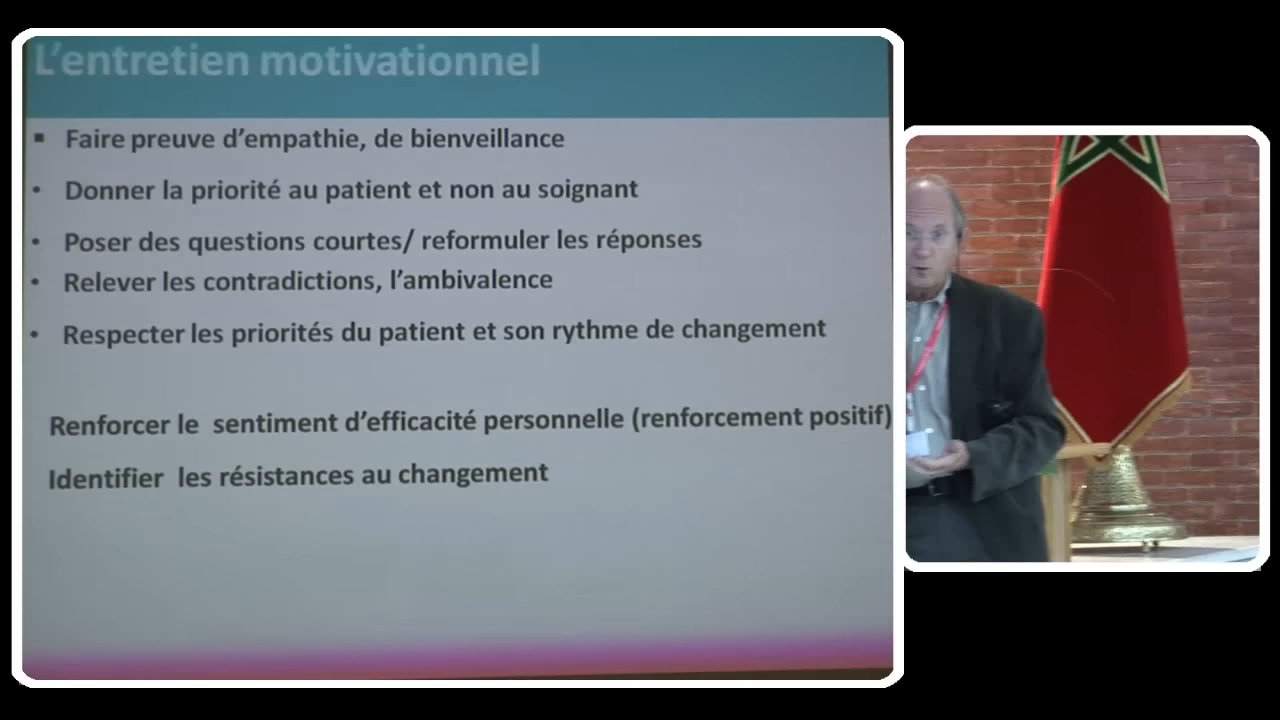 L'entretien motivationnel
▪ Faire preuve d'empathie, de bienveillance
• Donner la priorité au patient et non au soignant
• Poser des questions courtes/ reformuler les réponses
• Relever les contradictions, l'ambivalence
• Respecter les priorités du patient et son rythme de changement
Renforcer le sentiment d'efficacité personnelle (renforcement positif)
Identifier les résistances au changement